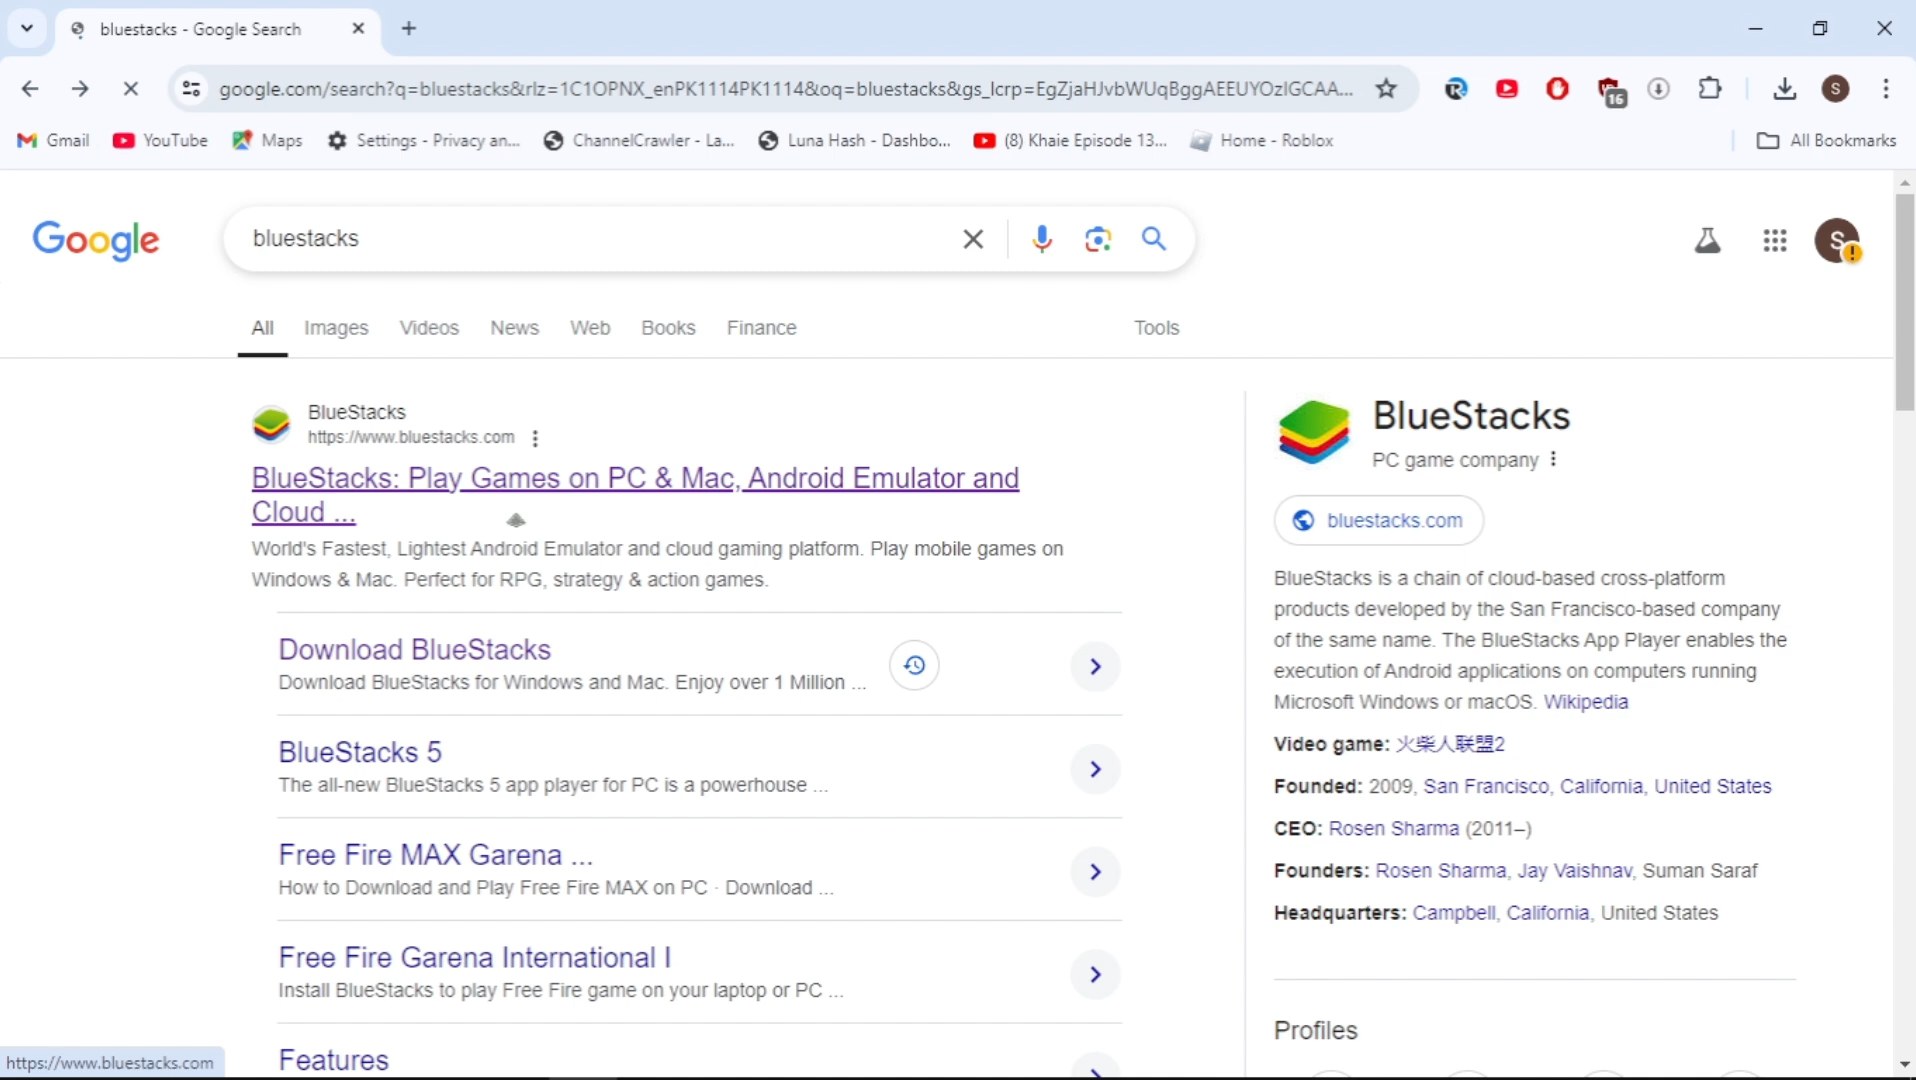 bluestacks - Google Search
google.com/search?q=bluestacks&rlz=1C1OPNX_enPK1114PK1114&oq=bluestacks&gs_lcrp=EgZjaHJvbWUqBggAEEUYOzIGCAA...
16
S
Gmail
YouTube
Maps
Settings - Privacy an...
ChannelCrawler - La...
Luna Hash - Dashbo...
(8) Khaie Episode 13...
Home - Roblox
All Bookmarks
Google
bluestacks
S
All
Images
Videos
News
Web
Books
Finance
Tools
BlueStacks
https://www.bluestacks.com
BlueStacks: Play Games on PC & Mac, Android Emulator and
Cloud ...
World's Fastest, Lightest Android Emulator and cloud gaming platform. Play mobile games on
Windows & Mac. Perfect for RPG, strategy & action games.
Download BlueStacks
Download BlueStacks for Windows and Mac. Enjoy over 1 Million ...
BlueStacks 5
The all-new BlueStacks 5 app player for PC is a powerhouse ...
Free Fire MAX Garena ...
How to Download and Play Free Fire MAX on PC · Download ...
Free Fire Garena International I
Install BlueStacks to play Free Fire game on your laptop or PC ...
Features
BlueStacks
PC game company
bluestacks.com
BlueStacks is a chain of cloud-based cross-platform
products developed by the San Francisco-based company
of the same name. The BlueStacks App Player enables the
execution of Android applications on computers running
Microsoft Windows or macOS. Wikipedia
Video game: 火柴人联盟2
Founded: 2009, San Francisco, California, United States
CEO: Rosen Sharma (2011–)
Founders: Rosen Sharma, Jay Vaishnav, Suman Saraf
Headquarters: Campbell, California, United States
Profiles
https://www.bluestacks.com